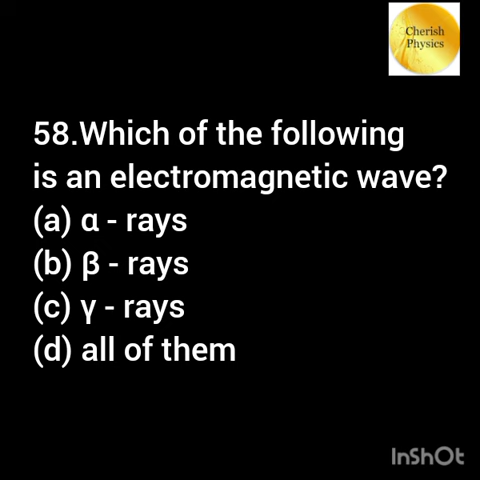 Cherish
Physics
58.Which of the following
is an electromagnetic wave?
(a) α - rays
(b) β - rays
(c) γ - rays
(d) all of them
InShOt